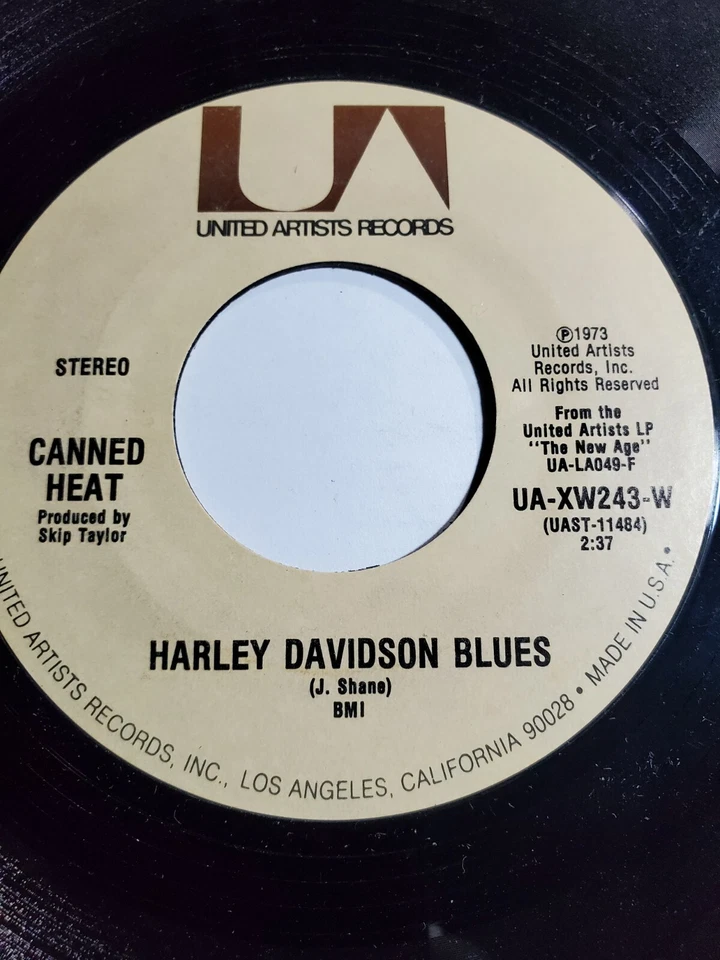 UA
UNITED ARTISTS RECORDS
STEREO
CANNED
HEAT
Produced by
Skip Taylor
Ⓟ1973
United Artists
Records, Inc.
All Rights Reserved
From the
United Artists LP
"The New Age"
UA-LA049-F
UA-XW243-W
(UAST-11484)
2:37
HARLEY DAVIDSON BLUES
(J. Shane)
BMI
UNITED ARTISTS RECORDS, INC., LOS ANGELES, CALIFORNIA 90028 • MADE IN U.S.A. •